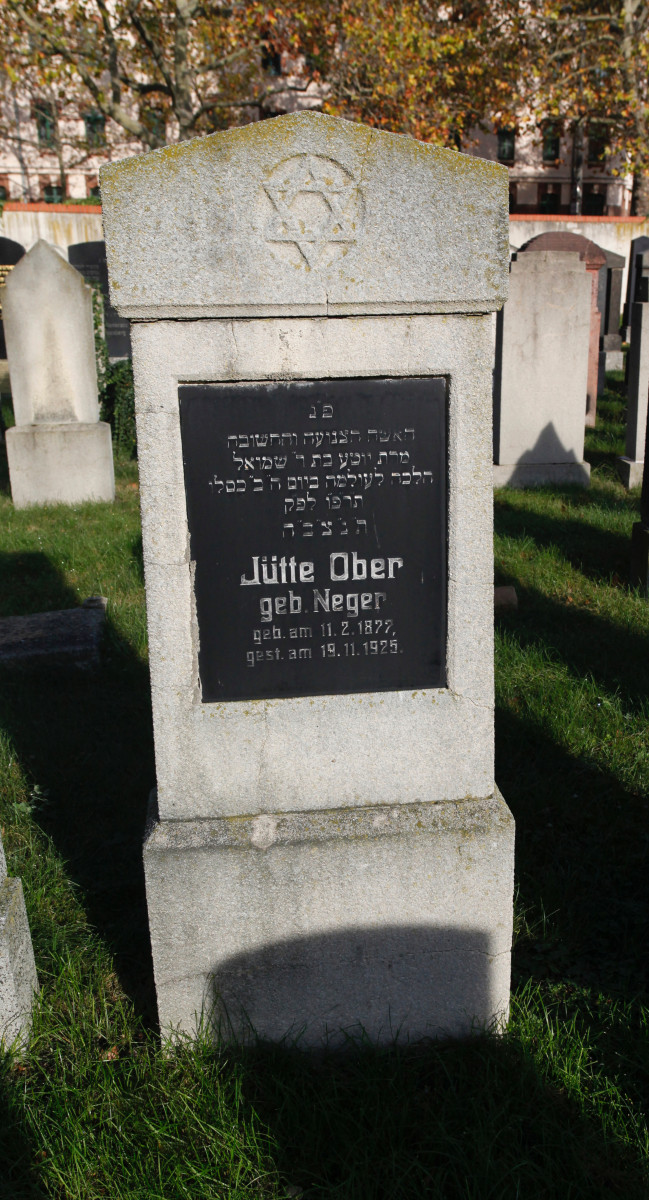 פ״נ
האשה הצנועה והחשובה
מרת יוטע בת ר׳ שמואל
הלכה לעולמה ביום ה׳ ב׳ כסלו
תרפ״ו לפ״ק
ת׳ נ׳ צ׳ ב׳ ה׳
Jütte Ober
geb. Neger
geb. am 11.2.1877,
gest. am 19.11.1925.